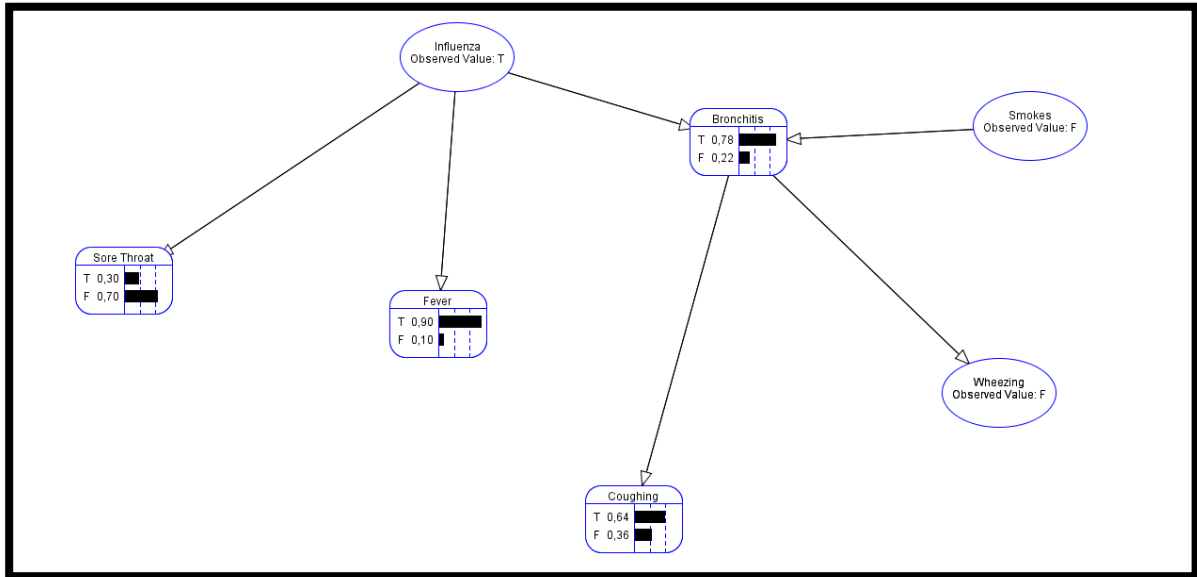 Influenza
Observed Value: T
Smokes
Observed Value: F
Bronchitis
T 0,78
F 0,22
Sore Throat
T 0,30
F 0,70
Fever
T 0,90
F 0,10
Wheezing
Observed Value: F
Coughing
T 0,64
F 0,36